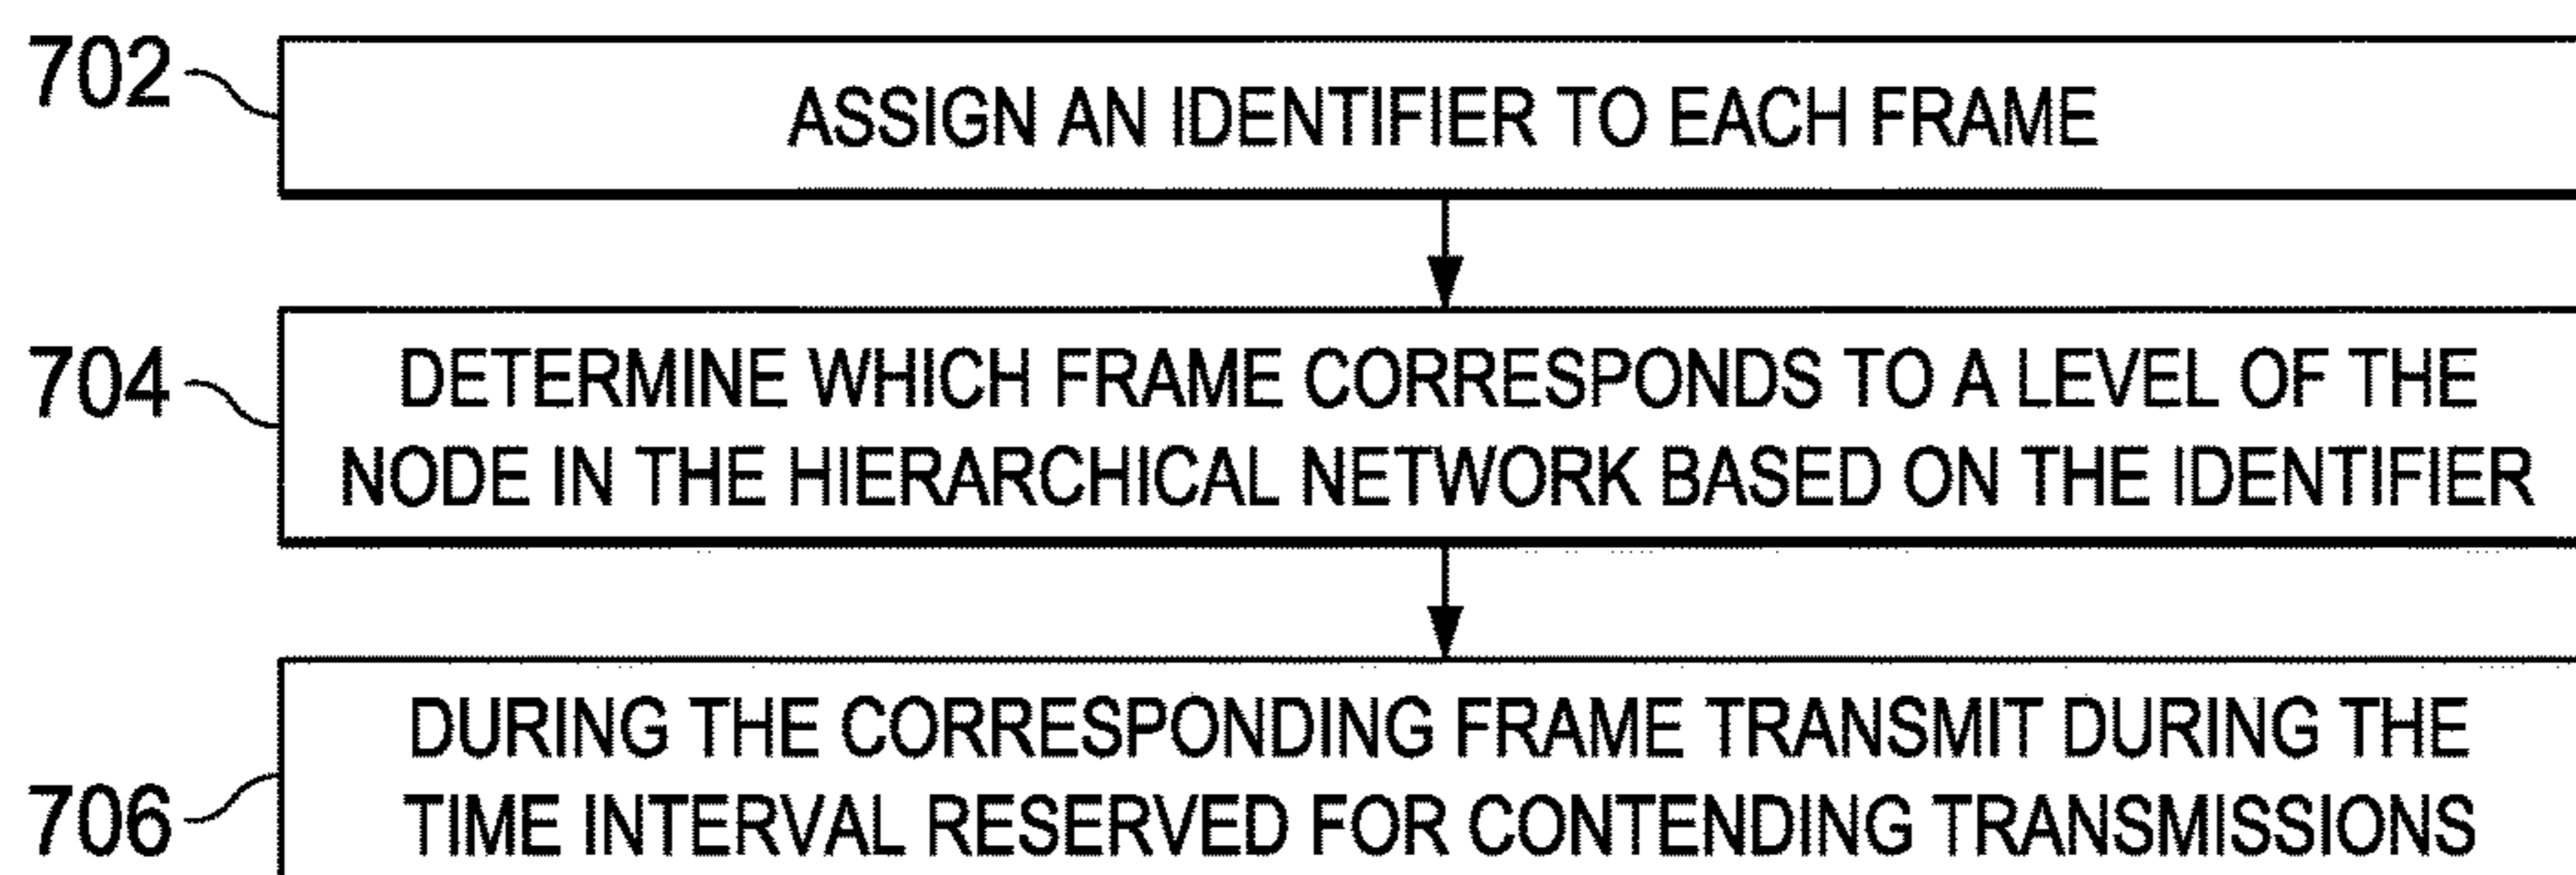 702
ASSIGN AN IDENTIFIER TO EACH FRAME
704
DETERMINE WHICH FRAME CORRESPONDS TO A LEVEL OF THE
NODE IN THE HIERARCHICAL NETWORK BASED ON THE IDENTIFIER
706
DURING THE CORRESPONDING FRAME TRANSMIT DURING THE
TIME INTERVAL RESERVED FOR CONTENDING TRANSMISSIONS